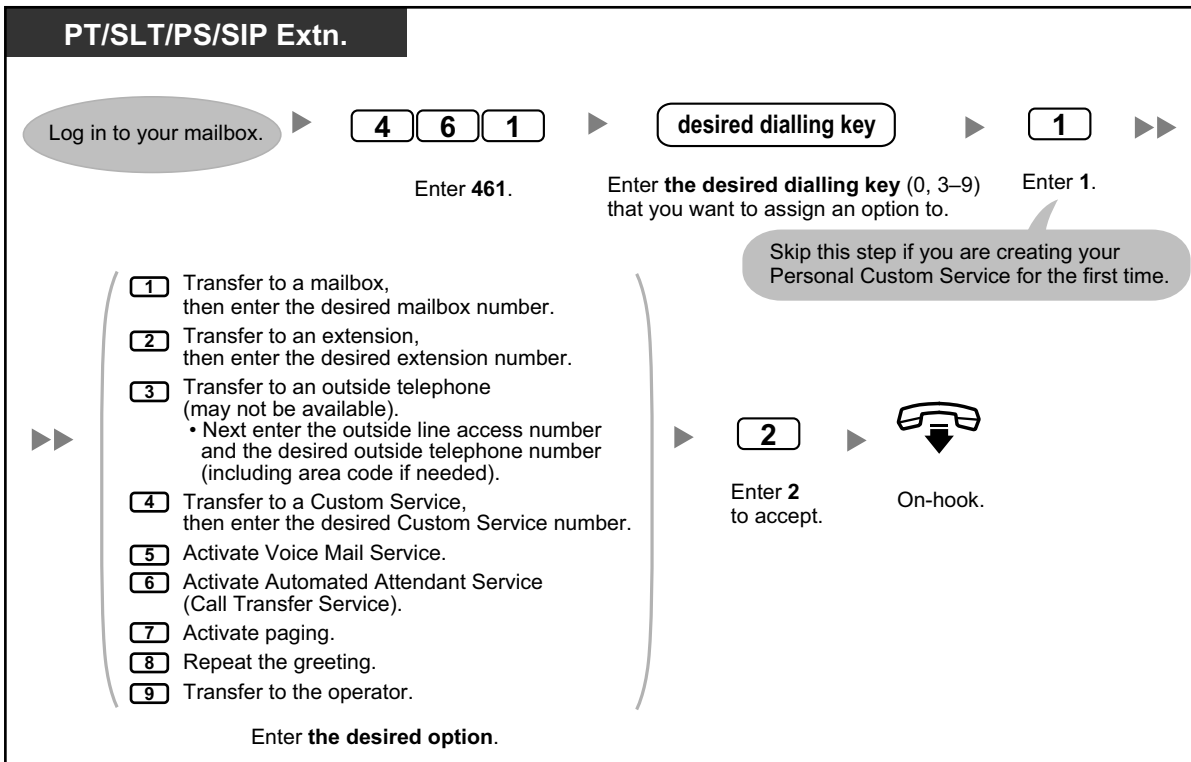 PT/SLT/PS/SIP Extn.
Log in to your mailbox.
4 6 1
desired dialling key
1
Enter 461.
Enter the desired dialling key (0, 3–9)
that you want to assign an option to.
Enter 1.
Skip this step if you are creating your
Personal Custom Service for the first time.
1 Transfer to a mailbox,
then enter the desired mailbox number.
2 Transfer to an extension,
then enter the desired extension number.
3 Transfer to an outside telephone
(may not be available).
• Next enter the outside line access number
and the desired outside telephone number
(including area code if needed).
4 Transfer to a Custom Service,
then enter the desired Custom Service number.
5 Activate Voice Mail Service.
6 Activate Automated Attendant Service
(Call Transfer Service).
7 Activate paging.
8 Repeat the greeting.
9 Transfer to the operator.
Enter the desired option.
2
Enter 2
to accept.
On-hook.